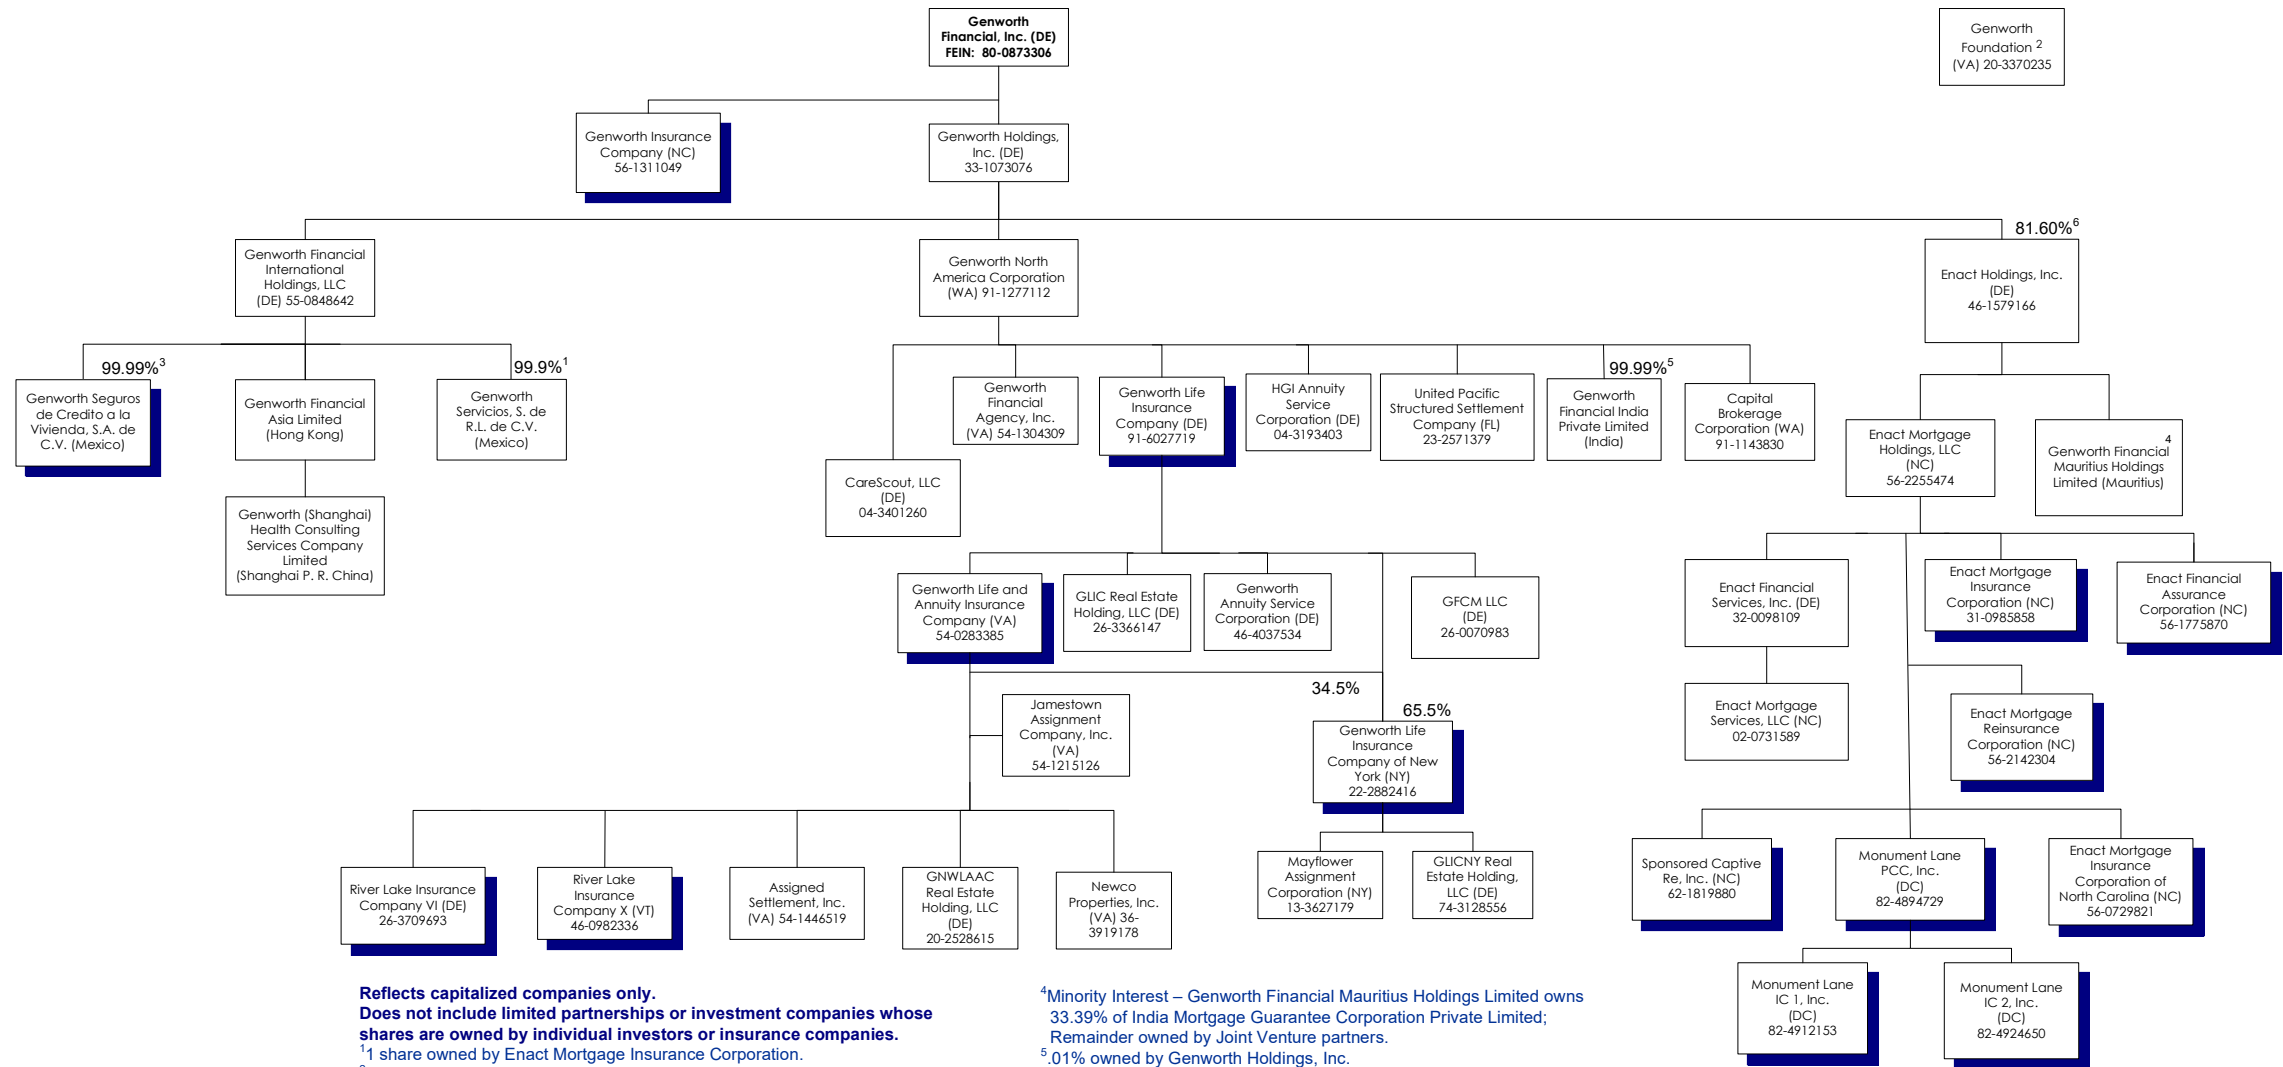 Genworth
Financial, Inc. (DE)
FEIN:  80-0873306
Genworth
Foundation 2
(VA) 20-3370235
Genworth Insurance
Company (NC)
56-1311049
Genworth Holdings,
Inc. (DE)
33-1073076
Genworth Financial
International
Holdings, LLC
(DE) 55-0848642
Genworth North
America Corporation
(WA) 91-1277112
81.60%6
Enact Holdings, Inc.
(DE)
46-1579166
99.99%3
Genworth Seguros
de Credito a la
Vivienda, S.A. de
C.V. (Mexico)
Genworth Financial
Asia Limited
(Hong Kong)
99.9%1
Genworth
Servicios, S. de
R.L. de C.V.
(Mexico)
Genworth (Shanghai)
Health Consulting
Services Company
Limited
(Shanghai P. R. China)
CareScout, LLC
(DE)
04-3401260
Genworth
Financial
Agency, Inc.
(VA) 54-1304309
Genworth Life
Insurance
Company (DE)
91-6027719
HGI Annuity
Service
Corporation (DE)
04-3193403
United Pacific
Structured Settlement
Company (FL)
23-2571379
99.99%5
Genworth
Financial India
Private Limited
(India)
Capital
Brokerage
Corporation (WA)
91-1143830
Enact Mortgage
Holdings, LLC
(NC)
56-2255474
4
Genworth Financial
Mauritius Holdings
Limited (Mauritius)
Genworth Life and
Annuity Insurance
Company (VA)
54-0283385
GLIC Real Estate
Holding, LLC (DE)
26-3366147
Genworth
Annuity Service
Corporation (DE)
46-4037534
GFCM LLC
(DE)
26-0070983
Enact Financial
Services, Inc. (DE)
32-0098109
Enact Mortgage
Insurance
Corporation (NC)
31-0985858
Enact Financial
Assurance
Corporation (NC)
56-1775870
Jamestown
Assignment
Company, Inc.
(VA)
54-1215126
34.5%
65.5%
Genworth Life
Insurance
Company of New
York (NY)
22-2882416
Enact Mortgage
Services, LLC (NC)
02-0731589
Enact Mortgage
Reinsurance
Corporation (NC)
56-2142304
River Lake Insurance
Company VI (DE)
26-3709693
River Lake
Insurance
Company X (VT)
46-0982336
Assigned
Settlement, Inc.
(VA) 54-1446519
GNWLAAC
Real Estate
Holding, LLC
(DE)
20-2528615
Newco
Properties, Inc.
(VA) 36-
3919178
Mayflower
Assignment
Corporation (NY)
13-3627179
GLICNY Real
Estate Holding,
LLC (DE)
74-3128556
Sponsored Captive
Re, Inc. (NC)
62-1819880
Monument Lane
PCC, Inc.
(DC)
82-4894729
Enact Mortgage
Insurance
Corporation of
North Carolina (NC)
56-0729821
Monument Lane
IC 1, Inc.
(DC)
82-4912153
Monument Lane
IC 2, Inc.
(DC)
82-4924650
Reflects capitalized companies only.
Does not include limited partnerships or investment companies whose
shares are owned by individual investors or insurance companies.
11 share owned by Enact Mortgage Insurance Corporation.
4Minority Interest – Genworth Financial Mauritius Holdings Limited owns
33.39% of India Mortgage Guarantee Corporation Private Limited;
Remainder owned by Joint Venture partners.
5.01% owned by Genworth Holdings, Inc.